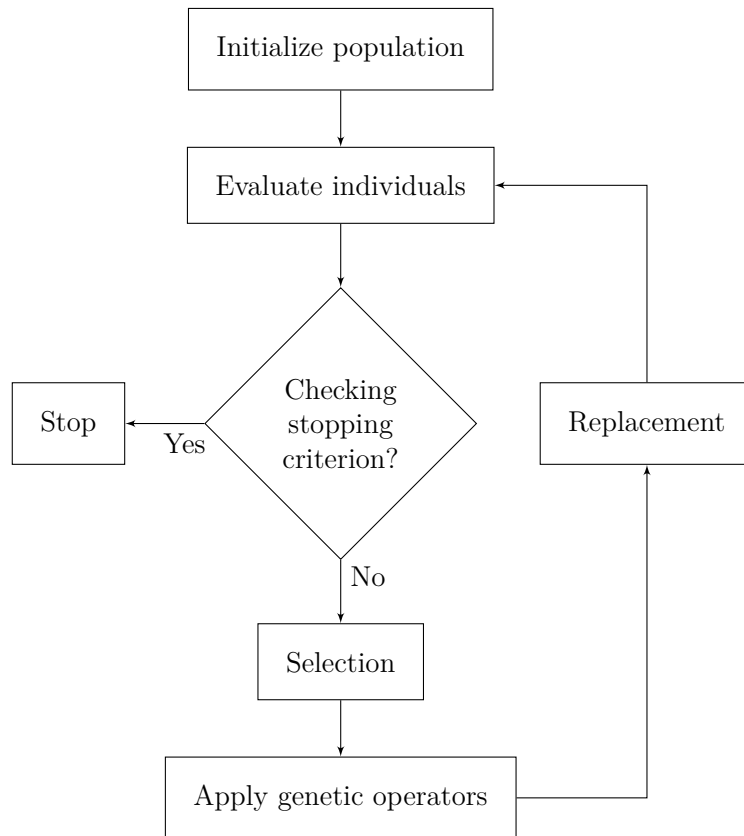 Initialize population
Evaluate individuals
Checking
stopping
criterion?
Stop
Yes
Replacement
No
Selection
Apply genetic operators